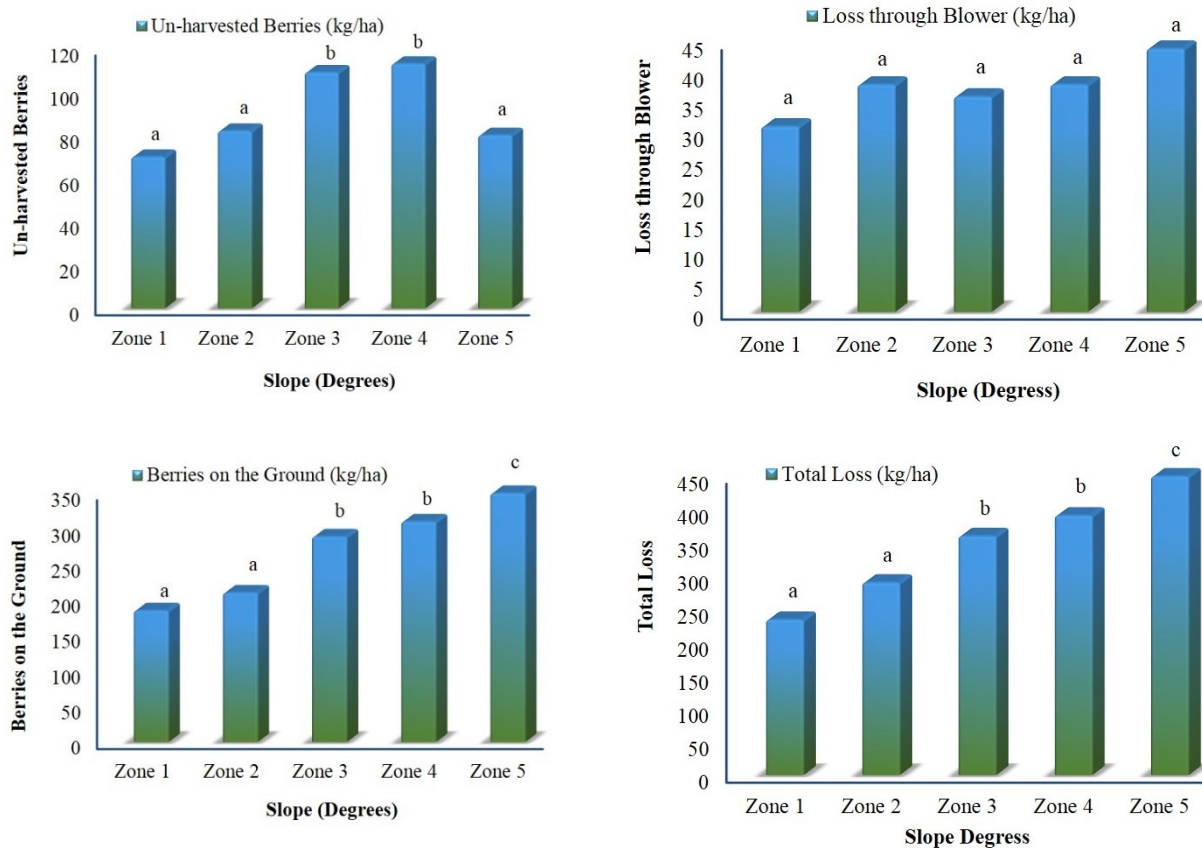 Un-harvested Berries (kg/ha)
Un-harvested Berries
120
100
80
60
40
20
0
a
a
b
b
a
Zone 1 Zone 2 Zone 3 Zone 4 Zone 5
Slope (Degrees)
Loss through Blower (kg/ha)
Loss through Blower
45
40
35
30
25
20
15
10
5
0
a
a
a
a
a
Zone 1 Zone 2 Zone 3 Zone 4 Zone 5
Slope (Degress)
Berries on the Ground (kg/ha)
Berries on the Ground
350
300
250
200
150
100
50
0
a
a
b
b
c
Zone 1 Zone 2 Zone 3 Zone 4 Zone 5
Slope (Degrees)
Total Loss (kg/ha)
Total Loss
450
400
350
300
250
200
150
100
50
0
a
a
b
b
c
Zone 1 Zone 2 Zone 3 Zone 4 Zone 5
Slope Degress